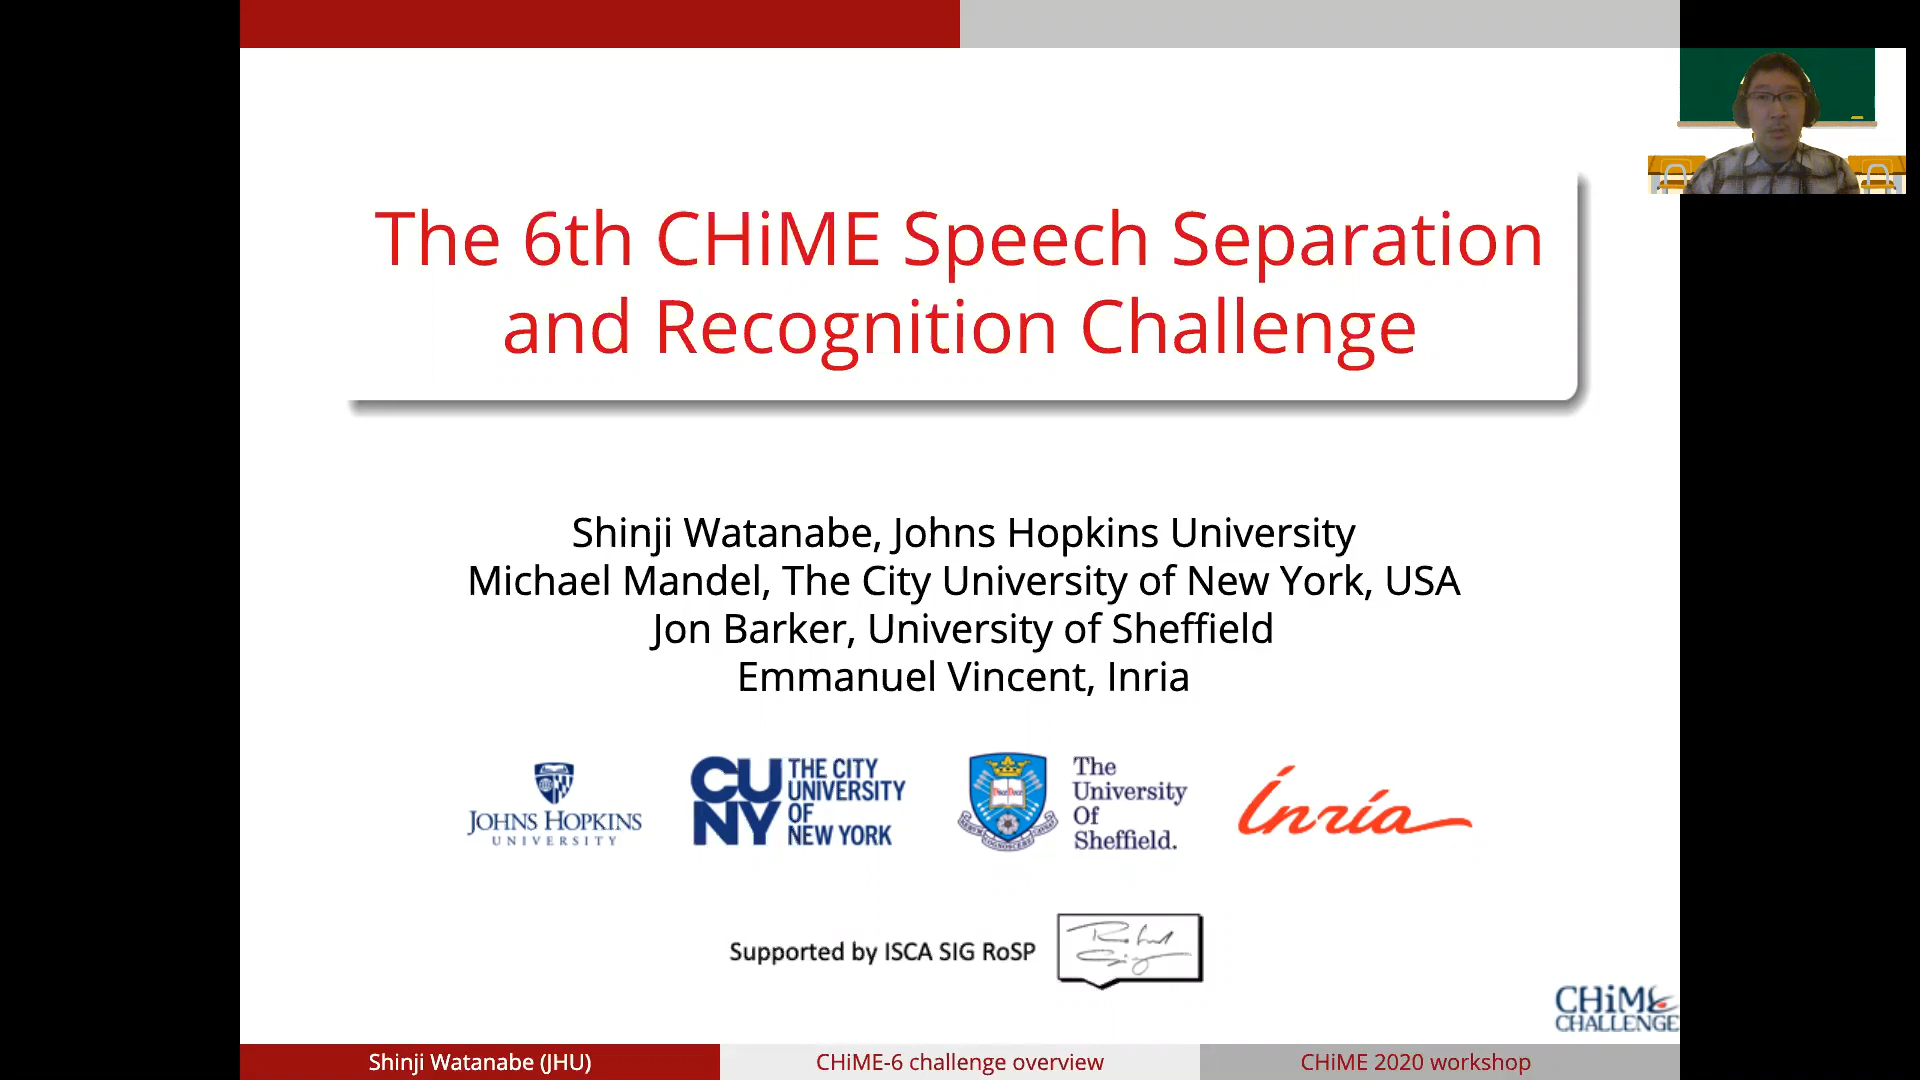 The 6th CHiME Speech Separation
and Recognition Challenge
Shinji Watanabe, Johns Hopkins University
Michael Mandel, The City University of New York, USA
Jon Barker, University of Sheffield
Emmanuel Vincent, Inria
JOHNS HOPKINS
UNIVERSITY
CU
NY
THE CITY
UNIVERSITY
OF
NEW YORK
The
University
Of
Sheffield.
Inria
Supported by ISCA SIG RoSP
CHiME
CHALLENGE
Shinji Watanabe (JHU)
CHiME-6 challenge overview
CHiME 2020 workshop